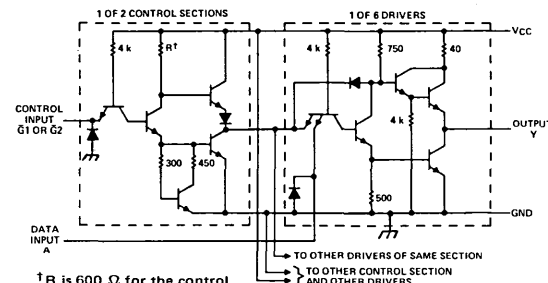 1 OF 2 CONTROL SECTIONS
1 OF 6 DRIVERS
VCC
4 k
R†
4 k
750
40
CONTROL
INPUT
G̅1 OR G̅2
4 k
OUTPUT
Y
300
450
500
GND
DATA
INPUT
A
TO OTHER DRIVERS OF SAME SECTION
TO OTHER CONTROL SECTION
AND OTHER DRIVERS
†R is 600 Ω for the control